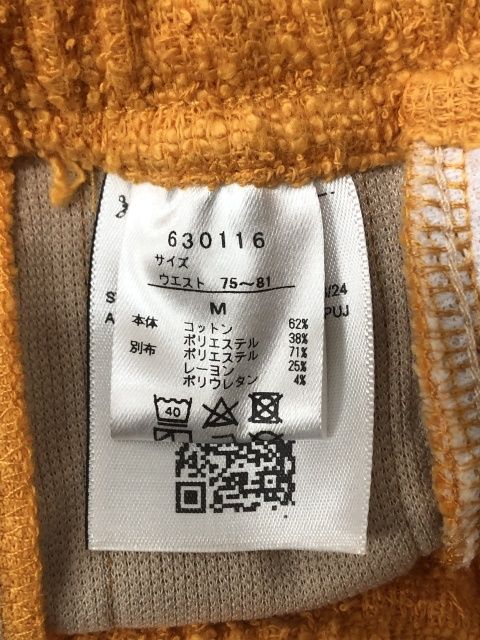 630116
サイズ
ウエスト 75～81
M
本体 コットン 62%
ポリエステル 38%
別布 ポリエステル 71%
レーヨン 25%
ポリウレタン 4%
40
S
A
/24
PUJ